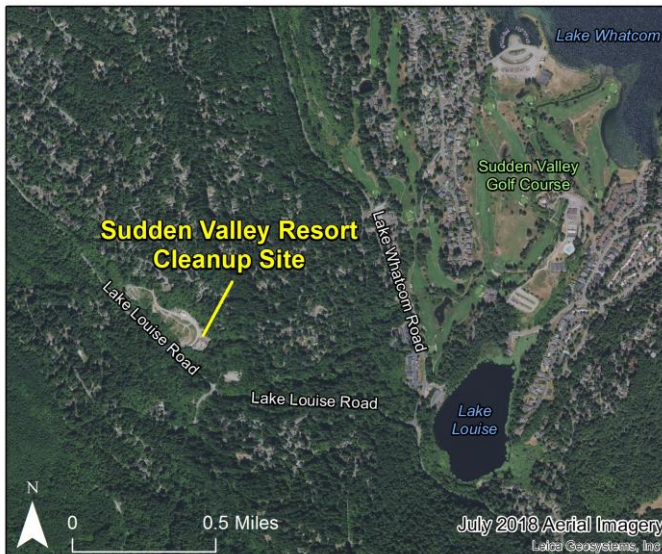 Lake Whatcom
Sudden Valley
Golf Course
Sudden Valley Resort
Cleanup Site
Lake Whatcom Road
Lake Louise Road
Lake Louise Road
Lake
Louise
N
0 0.5 Miles
July 2018 Aerial Imagery
Leica Geosystems, Inc